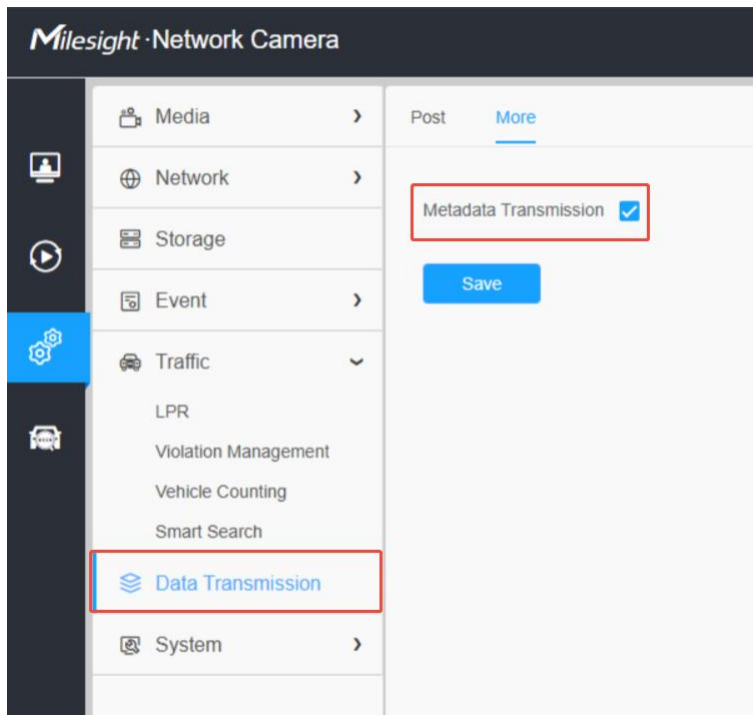 Milesight·Network Camera
Media
Network
Storage
Event
Traffic
LPR
Violation Management
Vehicle Counting
Smart Search
Data Transmission
System
Post More
Metadata Transmission
Save